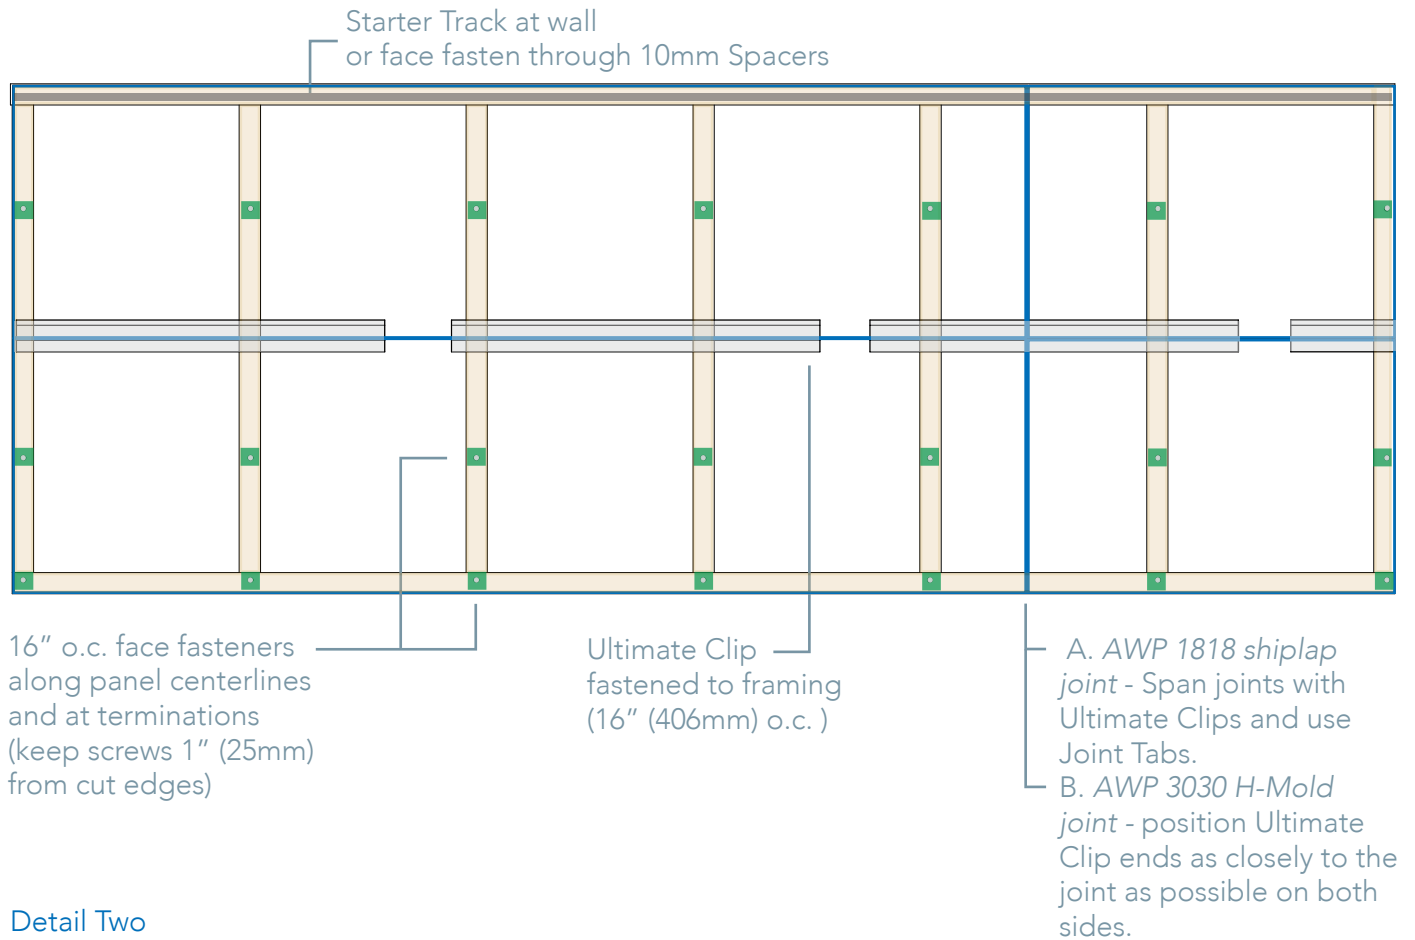 Starter Track at wall
or face fasten through 10mm Spacers
16” o.c. face fasteners
along panel centerlines
and at terminations
(keep screws 1” (25mm)
from cut edges)
Ultimate Clip
fastened to framing
(16” (406mm) o.c. )
A. AWP 1818 shiplap
joint - Span joints with
Ultimate Clips and use
Joint Tabs.
B. AWP 3030 H-Mold
joint - position Ultimate
Clip ends as closely to the
joint as possible on both
sides.
Detail Two